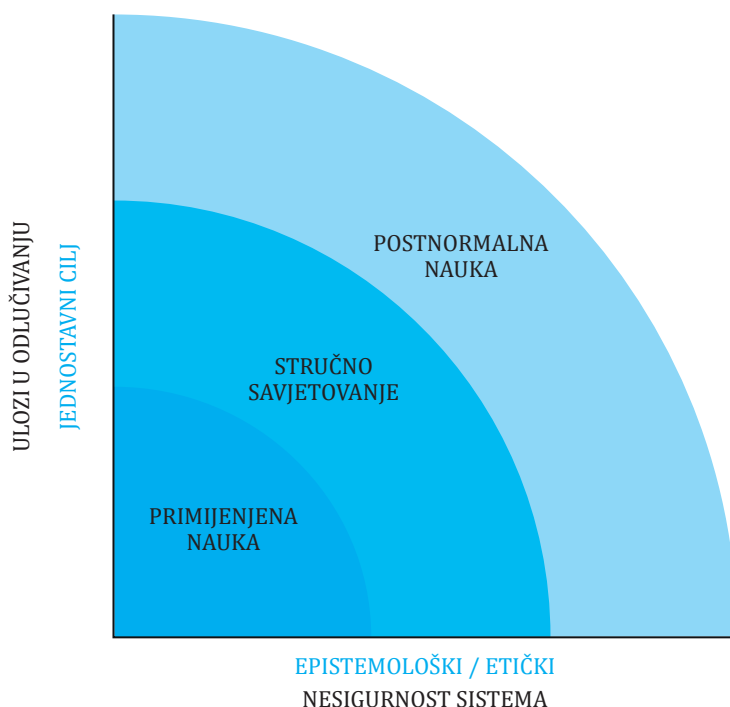 ULOZI U ODLUČIVANJU
JEDNOSTAVNI CILJ
POSTNORMALNA
NAUKA
STRUČNO
SAVJETOVANJE
PRIMIJENJENA
NAUKA
EPISTEMOLOŠKI / ETIČKI
NESIGURNOST SISTEMA